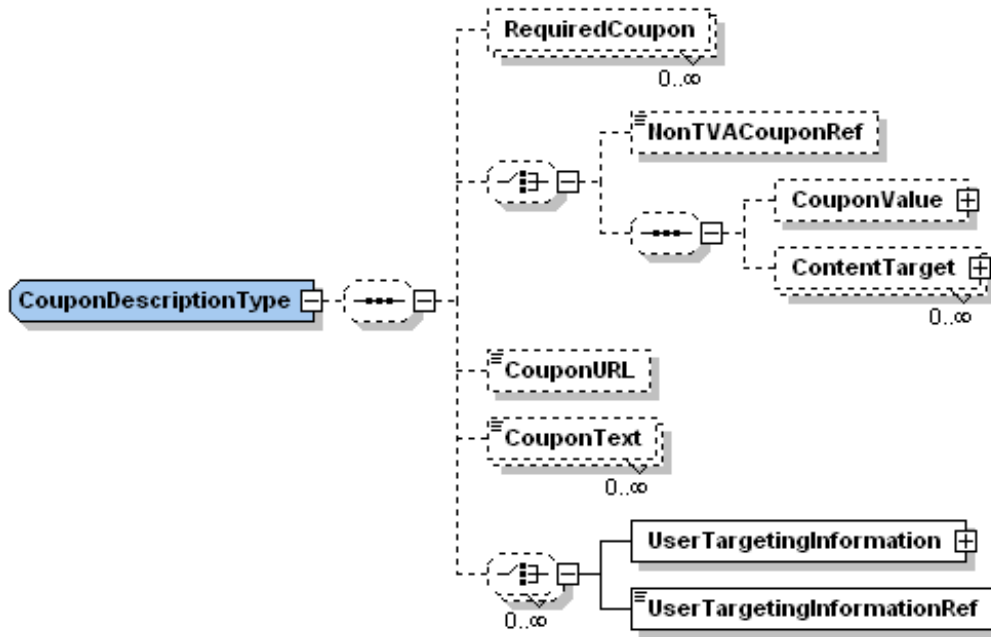 RequiredCoupon
0..∞
NonTVACouponRef
CouponValue
ContentTarget
0..∞
CouponDescriptionType
CouponURL
CouponText
0..∞
UserTargetingInformation
0..∞
UserTargetingInformationRef